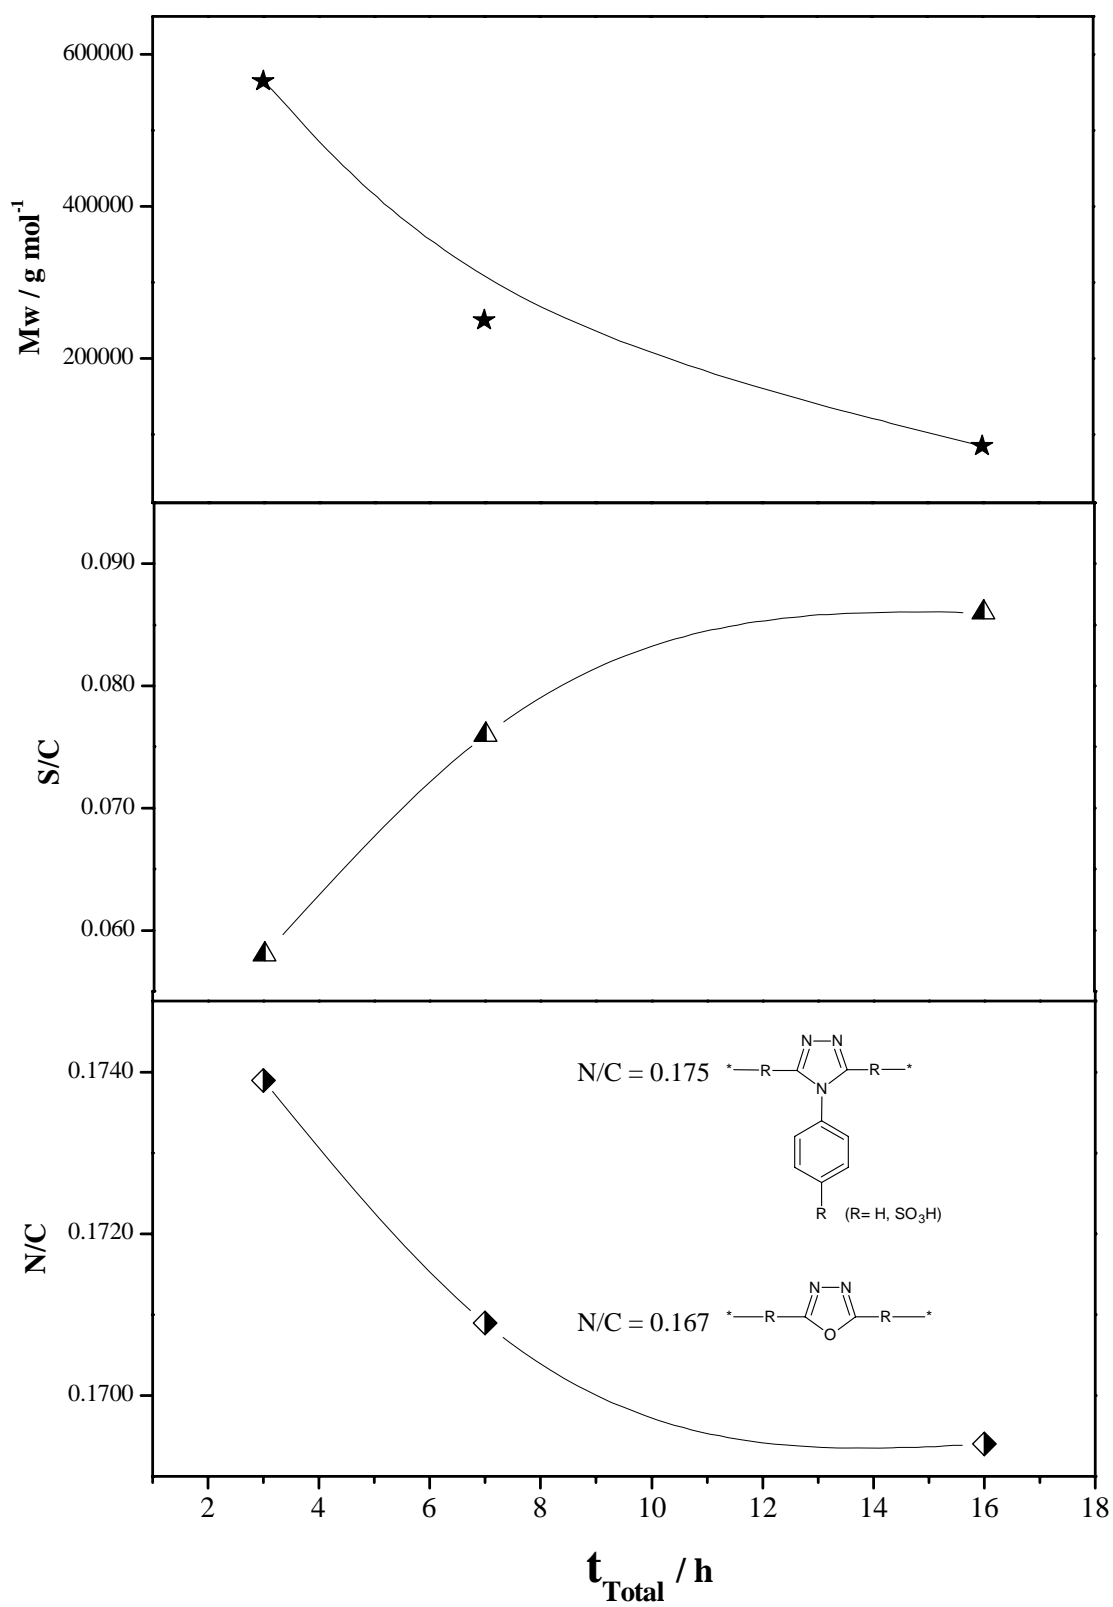 600000
400000
200000
Mw / g mol⁻¹
0.090
0.080
0.070
0.060
S/C
0.1740
0.1720
0.1700
N/C
N/C = 0.175
* R N N R *
N
R (R= H, SO₃H)
N/C = 0.167
* R N N R *
O
2 4 6 8 10 12 14 16 18
t_Total / h